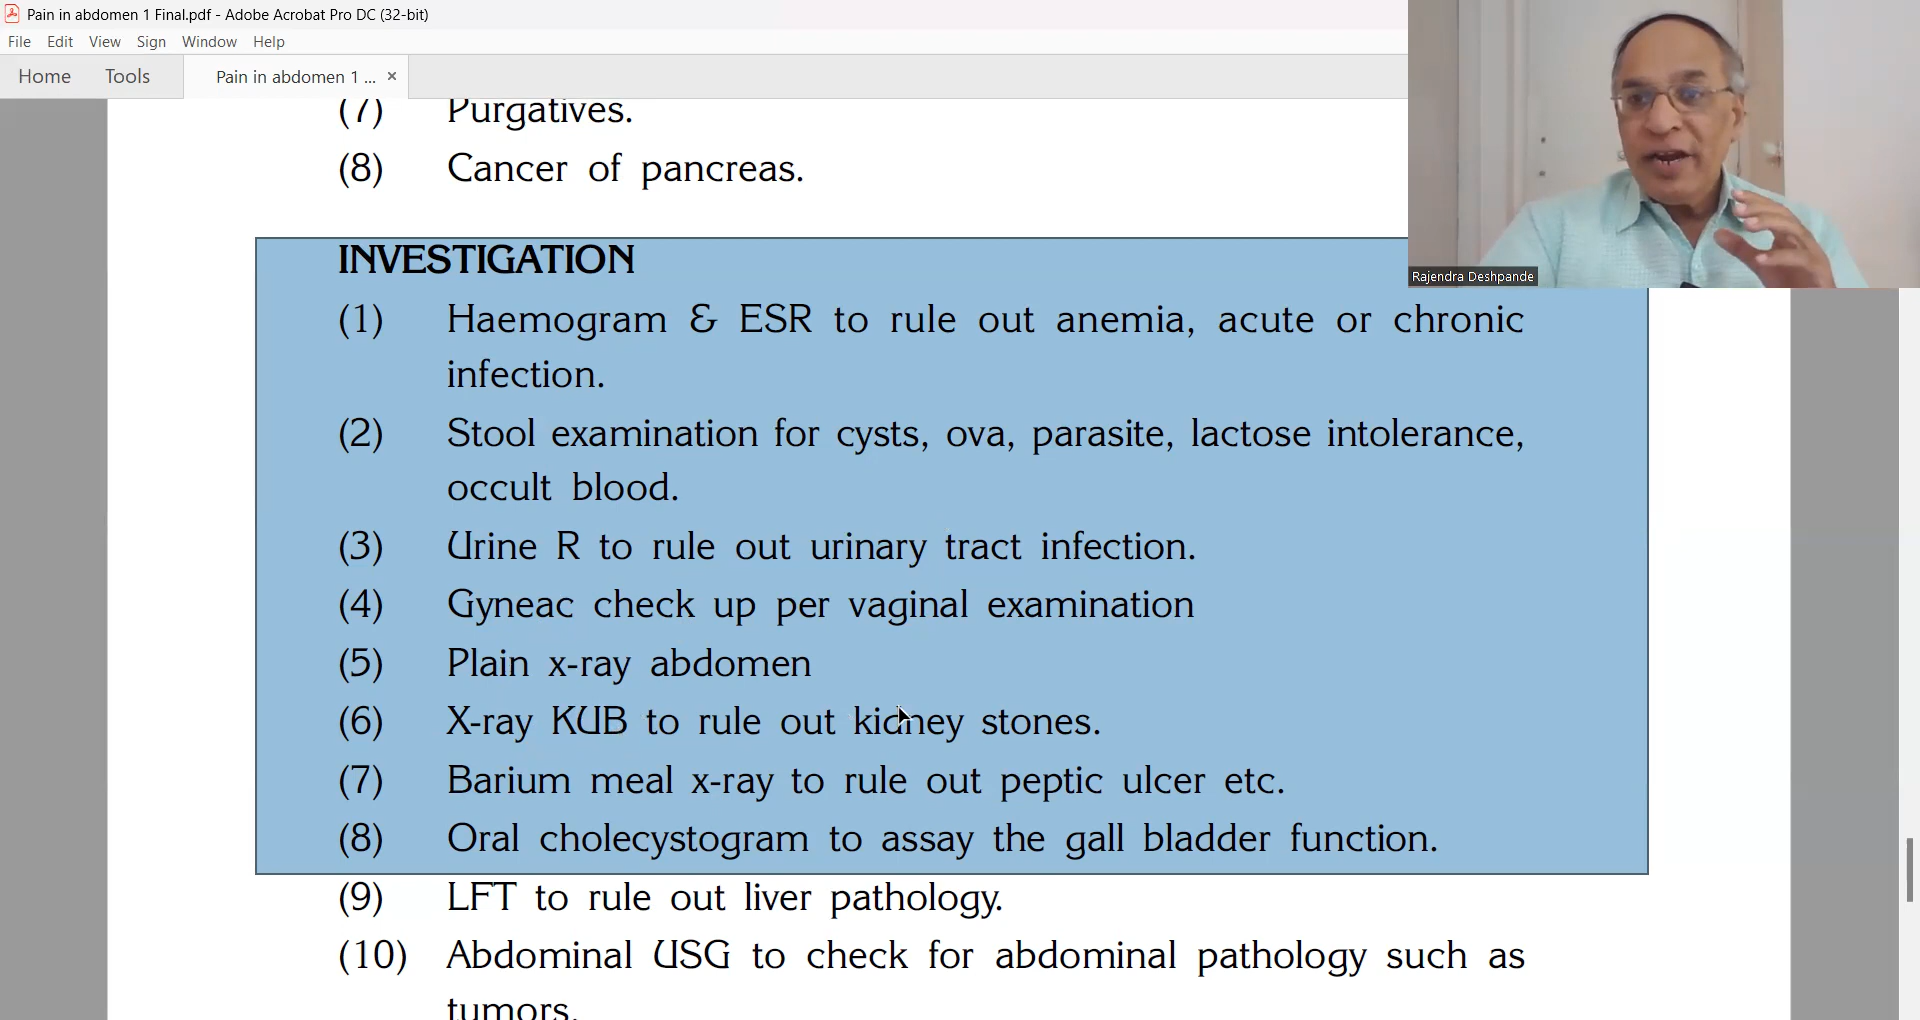 Pain in abdomen 1 Final.pdf - Adobe Acrobat Pro DC (32-bit)
File Edit View Sign Window Help
Home Tools Pain in abdomen 1 ... ×
(7) Purgatives.
(8) Cancer of pancreas.
Rajendra Deshpande
INVESTIGATION
(1) Haemogram & ESR to rule out anemia, acute or chronic
infection.
(2) Stool examination for cysts, ova, parasite, lactose intolerance,
occult blood.
(3) Urine R to rule out urinary tract infection.
(4) Gyneac check up per vaginal examination
(5) Plain x-ray abdomen
(6) X-ray KUB to rule out kidney stones.
(7) Barium meal x-ray to rule out peptic ulcer etc.
(8) Oral cholecystogram to assay the gall bladder function.
(9) LFT to rule out liver pathology.
(10) Abdominal USG to check for abdominal pathology such as
tumors.